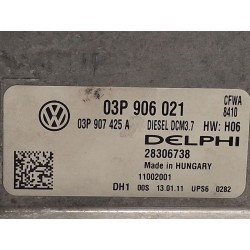 03P 906 021
CFWA
8410
03P 907 425 A DIESEL DCM3.7 HW: H06
DELPHI
28306738
Made in HUNGARY
11002001
DH1 00S 13.01.11 UPS6 0282